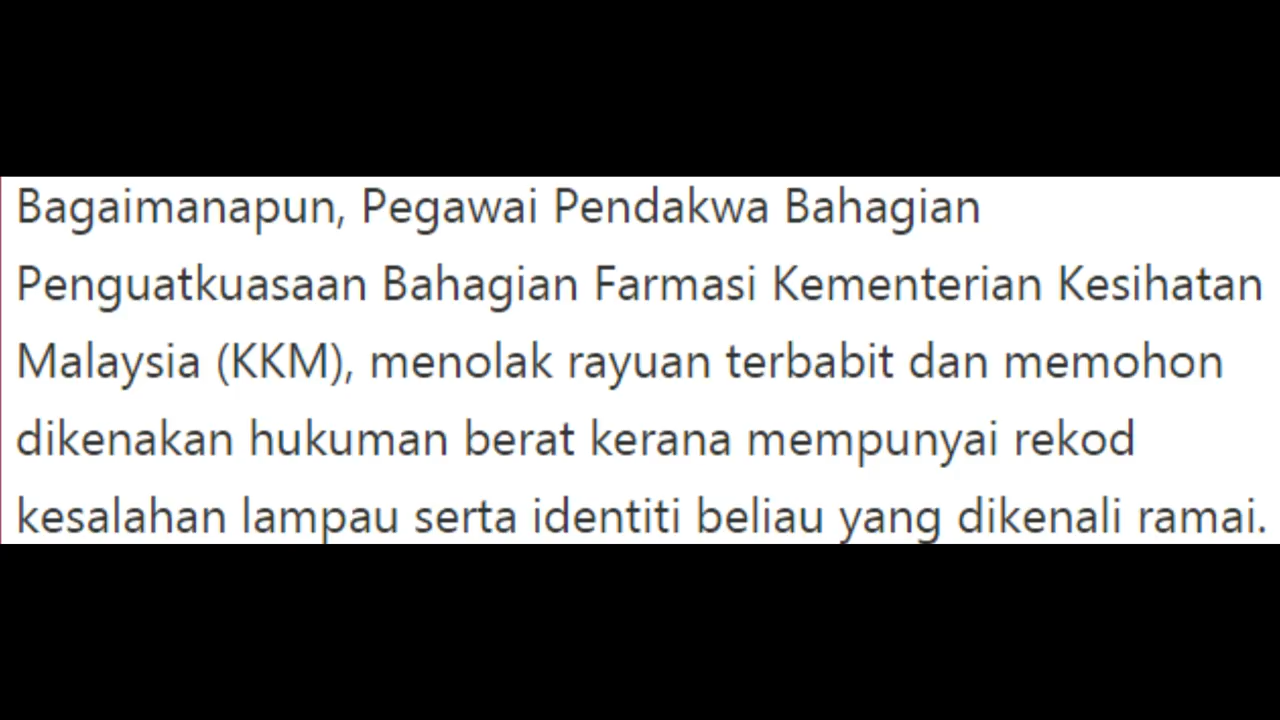 Bagaimanapun, Pegawai Pendakwa Bahagian
Penguatkuasaan Bahagian Farmasi Kementerian Kesihatan
Malaysia (KKM), menolak rayuan terbabit dan memohon
dikenakan hukuman berat kerana mempunyai rekod
kesalahan lampau serta identiti beliau yang dikenali ramai.